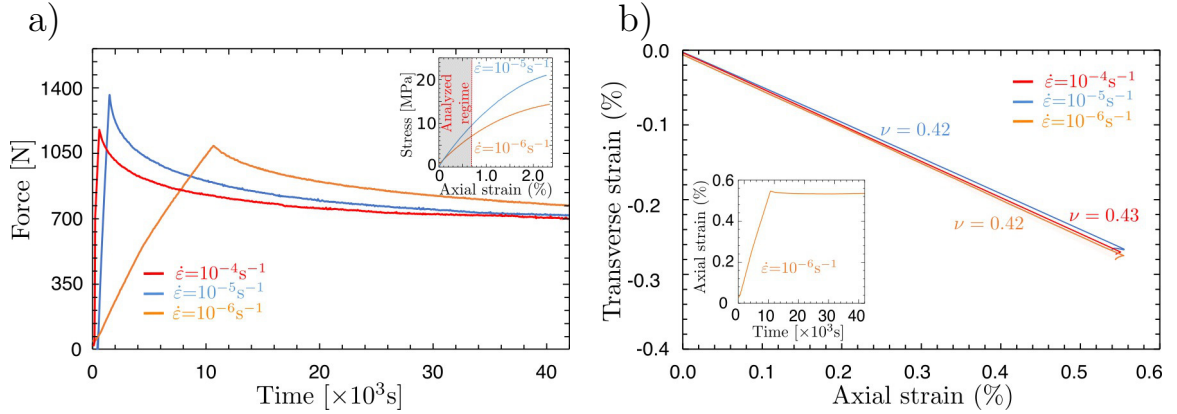 a)
Force [N]
1400
1050
700
350
0
0
10
20
30
40
Time [×10³s]
ε̇=10⁻⁴s⁻¹
ε̇=10⁻⁵s⁻¹
ε̇=10⁻⁶s⁻¹
Stress [MPa]
20
10
0
0
0.5
1.0
1.5
2.0
Axial strain (%)
Analyzed
regime
ε̇=10⁻⁵s⁻¹
ε̇=10⁻⁶s⁻¹
b)
Transverse strain (%)
0.0
-0.1
-0.2
-0.3
-0.4
0.0
0.1
0.2
0.3
0.4
0.5
0.6
Axial strain (%)
ε̇=10⁻⁴s⁻¹
ε̇=10⁻⁵s⁻¹
ε̇=10⁻⁶s⁻¹
ν = 0.42
ν = 0.42
ν = 0.43
Axial strain (%)
0.6
0.4
0.2
0
0
10
20
30
40
Time [×10³s]
ε̇=10⁻⁶s⁻¹